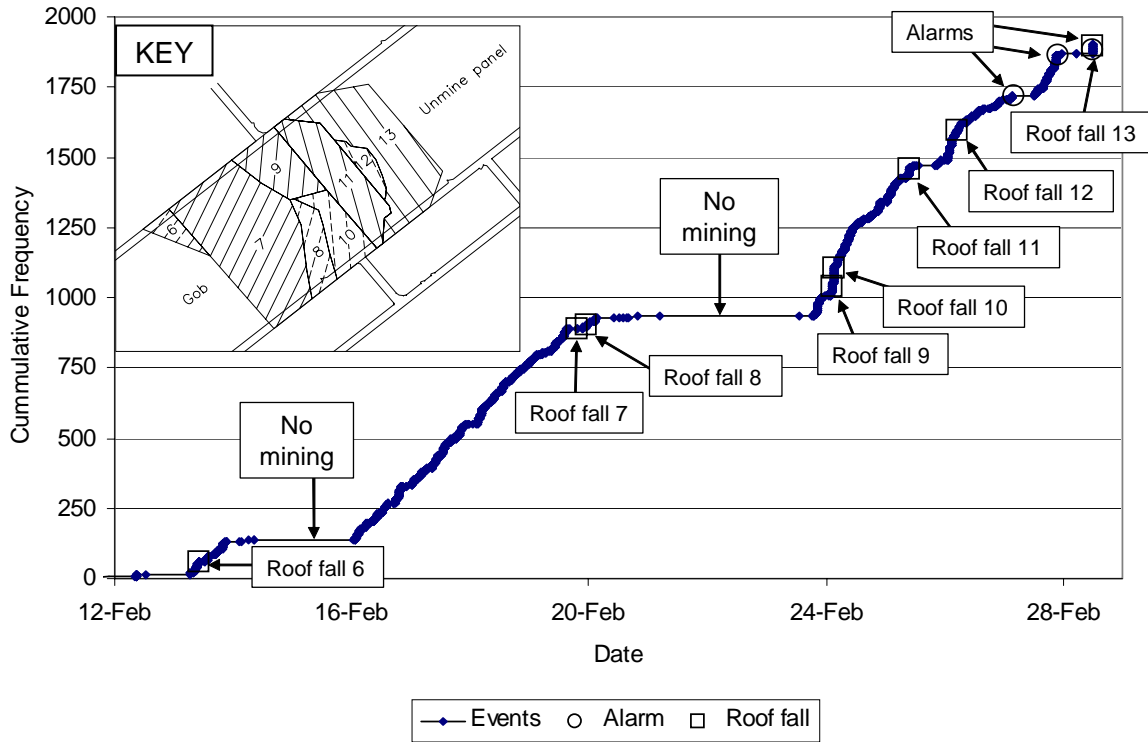 2000
1750
1500
1250
1000
750
500
250
0
Cummulative Frequency
KEY
Unmine panel
Gob
6
7
8
9
10
11
12
13
Alarms
Roof fall 13
Roof fall 12
Roof fall 11
Roof fall 10
Roof fall 9
No
mining
Roof fall 8
Roof fall 7
No
mining
Roof fall 6
12-Feb
16-Feb
20-Feb
24-Feb
28-Feb
Date
Events
Alarm
Roof fall